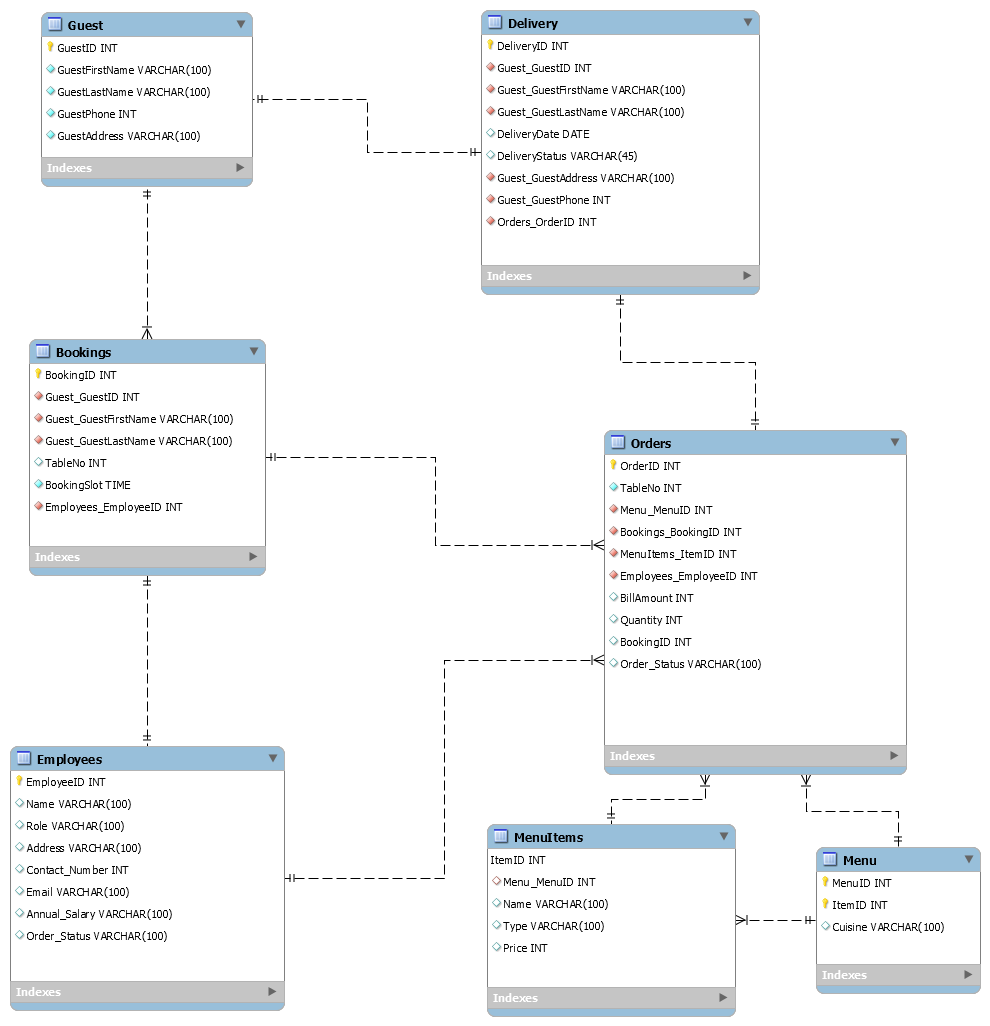 Guest
GuestID INT
GuestFirstName VARCHAR(100)
GuestLastName VARCHAR(100)
GuestPhone INT
GuestAddress VARCHAR(100)
Indexes
Delivery
DeliveryID INT
Guest_GuestID INT
Guest_GuestFirstName VARCHAR(100)
Guest_GuestLastName VARCHAR(100)
DeliveryDate DATE
DeliveryStatus VARCHAR(45)
Guest_GuestAddress VARCHAR(100)
Guest_GuestPhone INT
Orders_OrderID INT
Indexes
Bookings
BookingID INT
Guest_GuestID INT
Guest_GuestFirstName VARCHAR(100)
Guest_GuestLastName VARCHAR(100)
TableNo INT
BookingSlot TIME
Employees_EmployeeID INT
Indexes
Orders
OrderID INT
TableNo INT
Menu_MenuID INT
Bookings_BookingID INT
MenuItems_ItemID INT
Employees_EmployeeID INT
BillAmount INT
Quantity INT
BookingID INT
Order_Status VARCHAR(100)
Indexes
Employees
EmployeeID INT
Name VARCHAR(100)
Role VARCHAR(100)
Address VARCHAR(100)
Contact_Number INT
Email VARCHAR(100)
Annual_Salary VARCHAR(100)
Order_Status VARCHAR(100)
Indexes
MenuItems
ItemID INT
Menu_MenuID INT
Name VARCHAR(100)
Type VARCHAR(100)
Price INT
Indexes
Menu
MenuID INT
ItemID INT
Cuisine VARCHAR(100)
Indexes